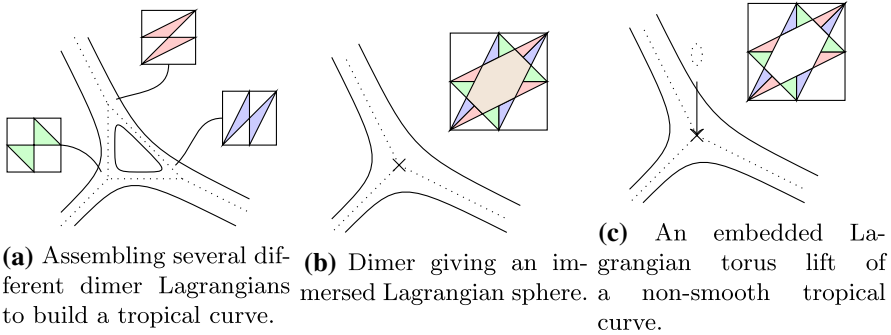 (a) Assembling several dif-
ferent dimer Lagrangians
to build a tropical curve.
(b) Dimer giving an im-
mersed Lagrangian sphere.
(c) An embedded La-
grangian torus lift of
a non-smooth tropical
curve.